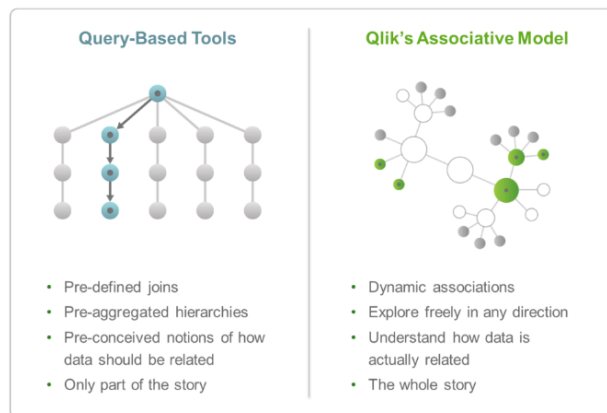 Query-Based Tools
• Pre-defined joins
• Pre-aggregated hierarchies
• Pre-conceived notions of how
data should be related
• Only part of the story
Qlik's Associative Model
• Dynamic associations
• Explore freely in any direction
• Understand how data is
actually related
• The whole story